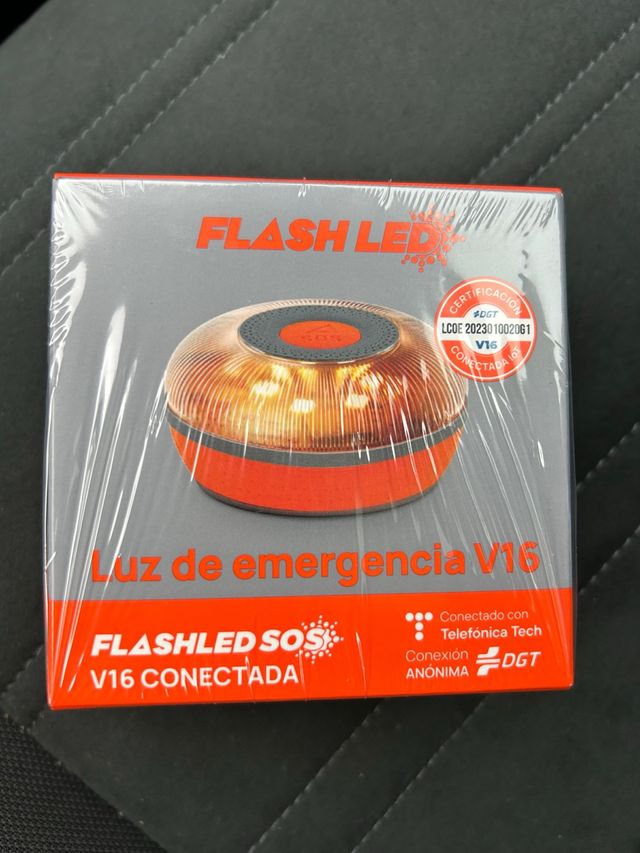 FLASH LED
CERTIFICACIÓN
DGT
LCOE 2023010020G1
V16
CONECTADA IoT
SOS
Luz de emergencia V16
FLASHLED SOS
V16 CONECTADA
Conectado con
Telefónica Tech
Conexión
ANÓNIMA
DGT